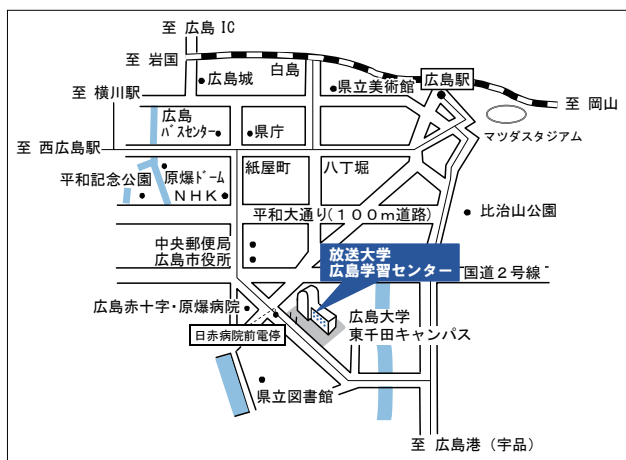 至 広島 IC
至 岩国
白島
広島城
県立美術館
広島駅
至 横川駅
至 岡山
広島
バスセンター
県庁
マツダスタジアム
至 西広島駅
原爆ドーム
紙屋町
八丁堀
平和記念公園
NHK
平和大通り(100m道路)
比治山公園
中央郵便局
広島市役所
放送大学
広島学習センター
国道2号線
広島赤十字・原爆病院
広島大学
東千田キャンパス
日赤病院前電停
県立図書館
至 広島港(宇品)